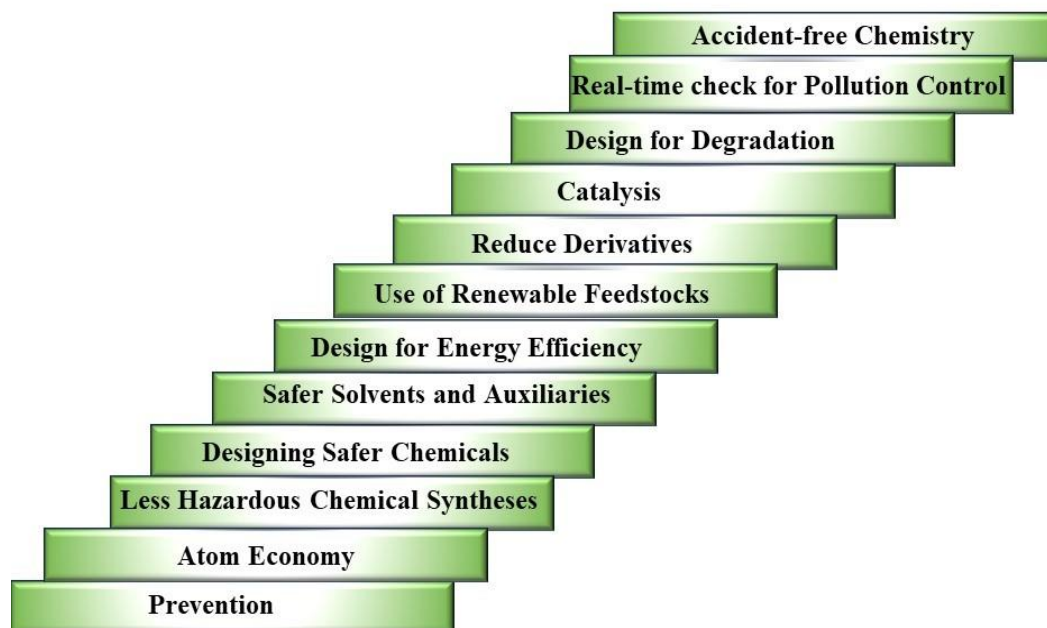 Accident-free Chemistry
Real-time check for Pollution Control
Design for Degradation
Catalysis
Reduce Derivatives
Use of Renewable Feedstocks
Design for Energy Efficiency
Safer Solvents and Auxiliaries
Designing Safer Chemicals
Less Hazardous Chemical Syntheses
Atom Economy
Prevention